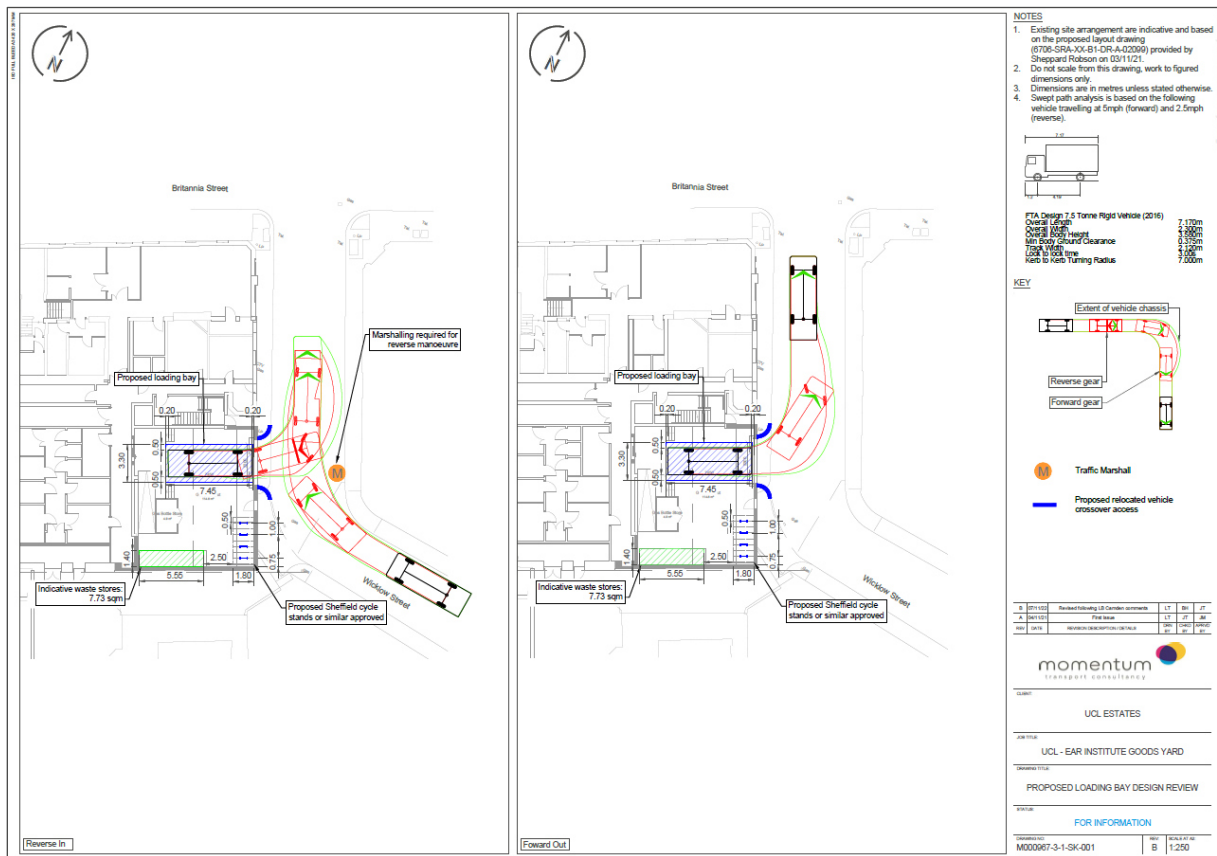 Britannia Street
Marshalling required for
reverse manoeuvre
Proposed loading bay
0.20
0.20
0.50
3.30
0.50
7.45
M
0.50
1.00
0.75
1.40
2.50
5.55
1.80
Indicative waste stores:
7.73 sqm
Wicklow Street
Proposed Sheffield cycle
stands or similar approved
Reverse In
Britannia Street
Proposed loading bay
0.20
0.20
0.50
3.30
0.50
7.45
0.50
1.00
0.75
1.40
2.50
5.55
1.80
Indicative waste stores:
7.73 sqm
Wicklow Street
Proposed Sheffield cycle
stands or similar approved
Foward Out
NOTES
1. Existing site arrangement are indicative and based
on the proposed layout drawing
(6706-SRA-XX-B1-DR-A-02099) provided by
Sheppard Robson on 03/11/21.
2. Do not scale from this drawing, work to figured
dimensions only.
3. Dimensions are in metres unless stated otherwise.
4. Swept path analysis is based on the following
vehicle travelling at 5mph (forward) and 2.5mph
(reverse).
FTA Design 7.5 Tonne Rigid Vehicle (2016)
Overall Length 7.170m
Overall Width 2.300m
Overall Body Height 3.580m
Min Body Ground Clearance 0.375m
Track Width 2.120m
Lock to lock time 3.00s
Kerb to Kerb Turning Radius 7.000m
KEY
Extent of vehicle chassis
Reverse gear
Forward gear
M Traffic Marshall
Proposed relocated vehicle
crossover access
B Revised following LB Camden comments LT BH JT
A First Issue LT JT JM
REV DATE REVISION DESCRIPTION / DETAILS
momentum
transport consultancy
CLIENT
UCL ESTATES
JOB TITLE
UCL - EAR INSTITUTE GOODS YARD
DRAWING TITLE
PROPOSED LOADING BAY DESIGN REVIEW
STATUS
FOR INFORMATION
DRAWING NO REV
M000967-3-1-SK-001 B 1:250